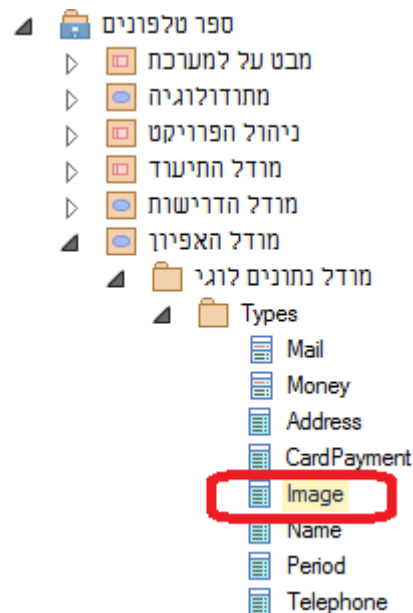 ספר טלפונים
מבט על למערכת
מתודולוגיה
ניהול הפרוייקט
מודל התיעוד
מודל הדרישות
מודל האפיון
מודל נתונים לוגי
Types
Mail
Money
Address
CardPayment
Image
Name
Period
Telephone